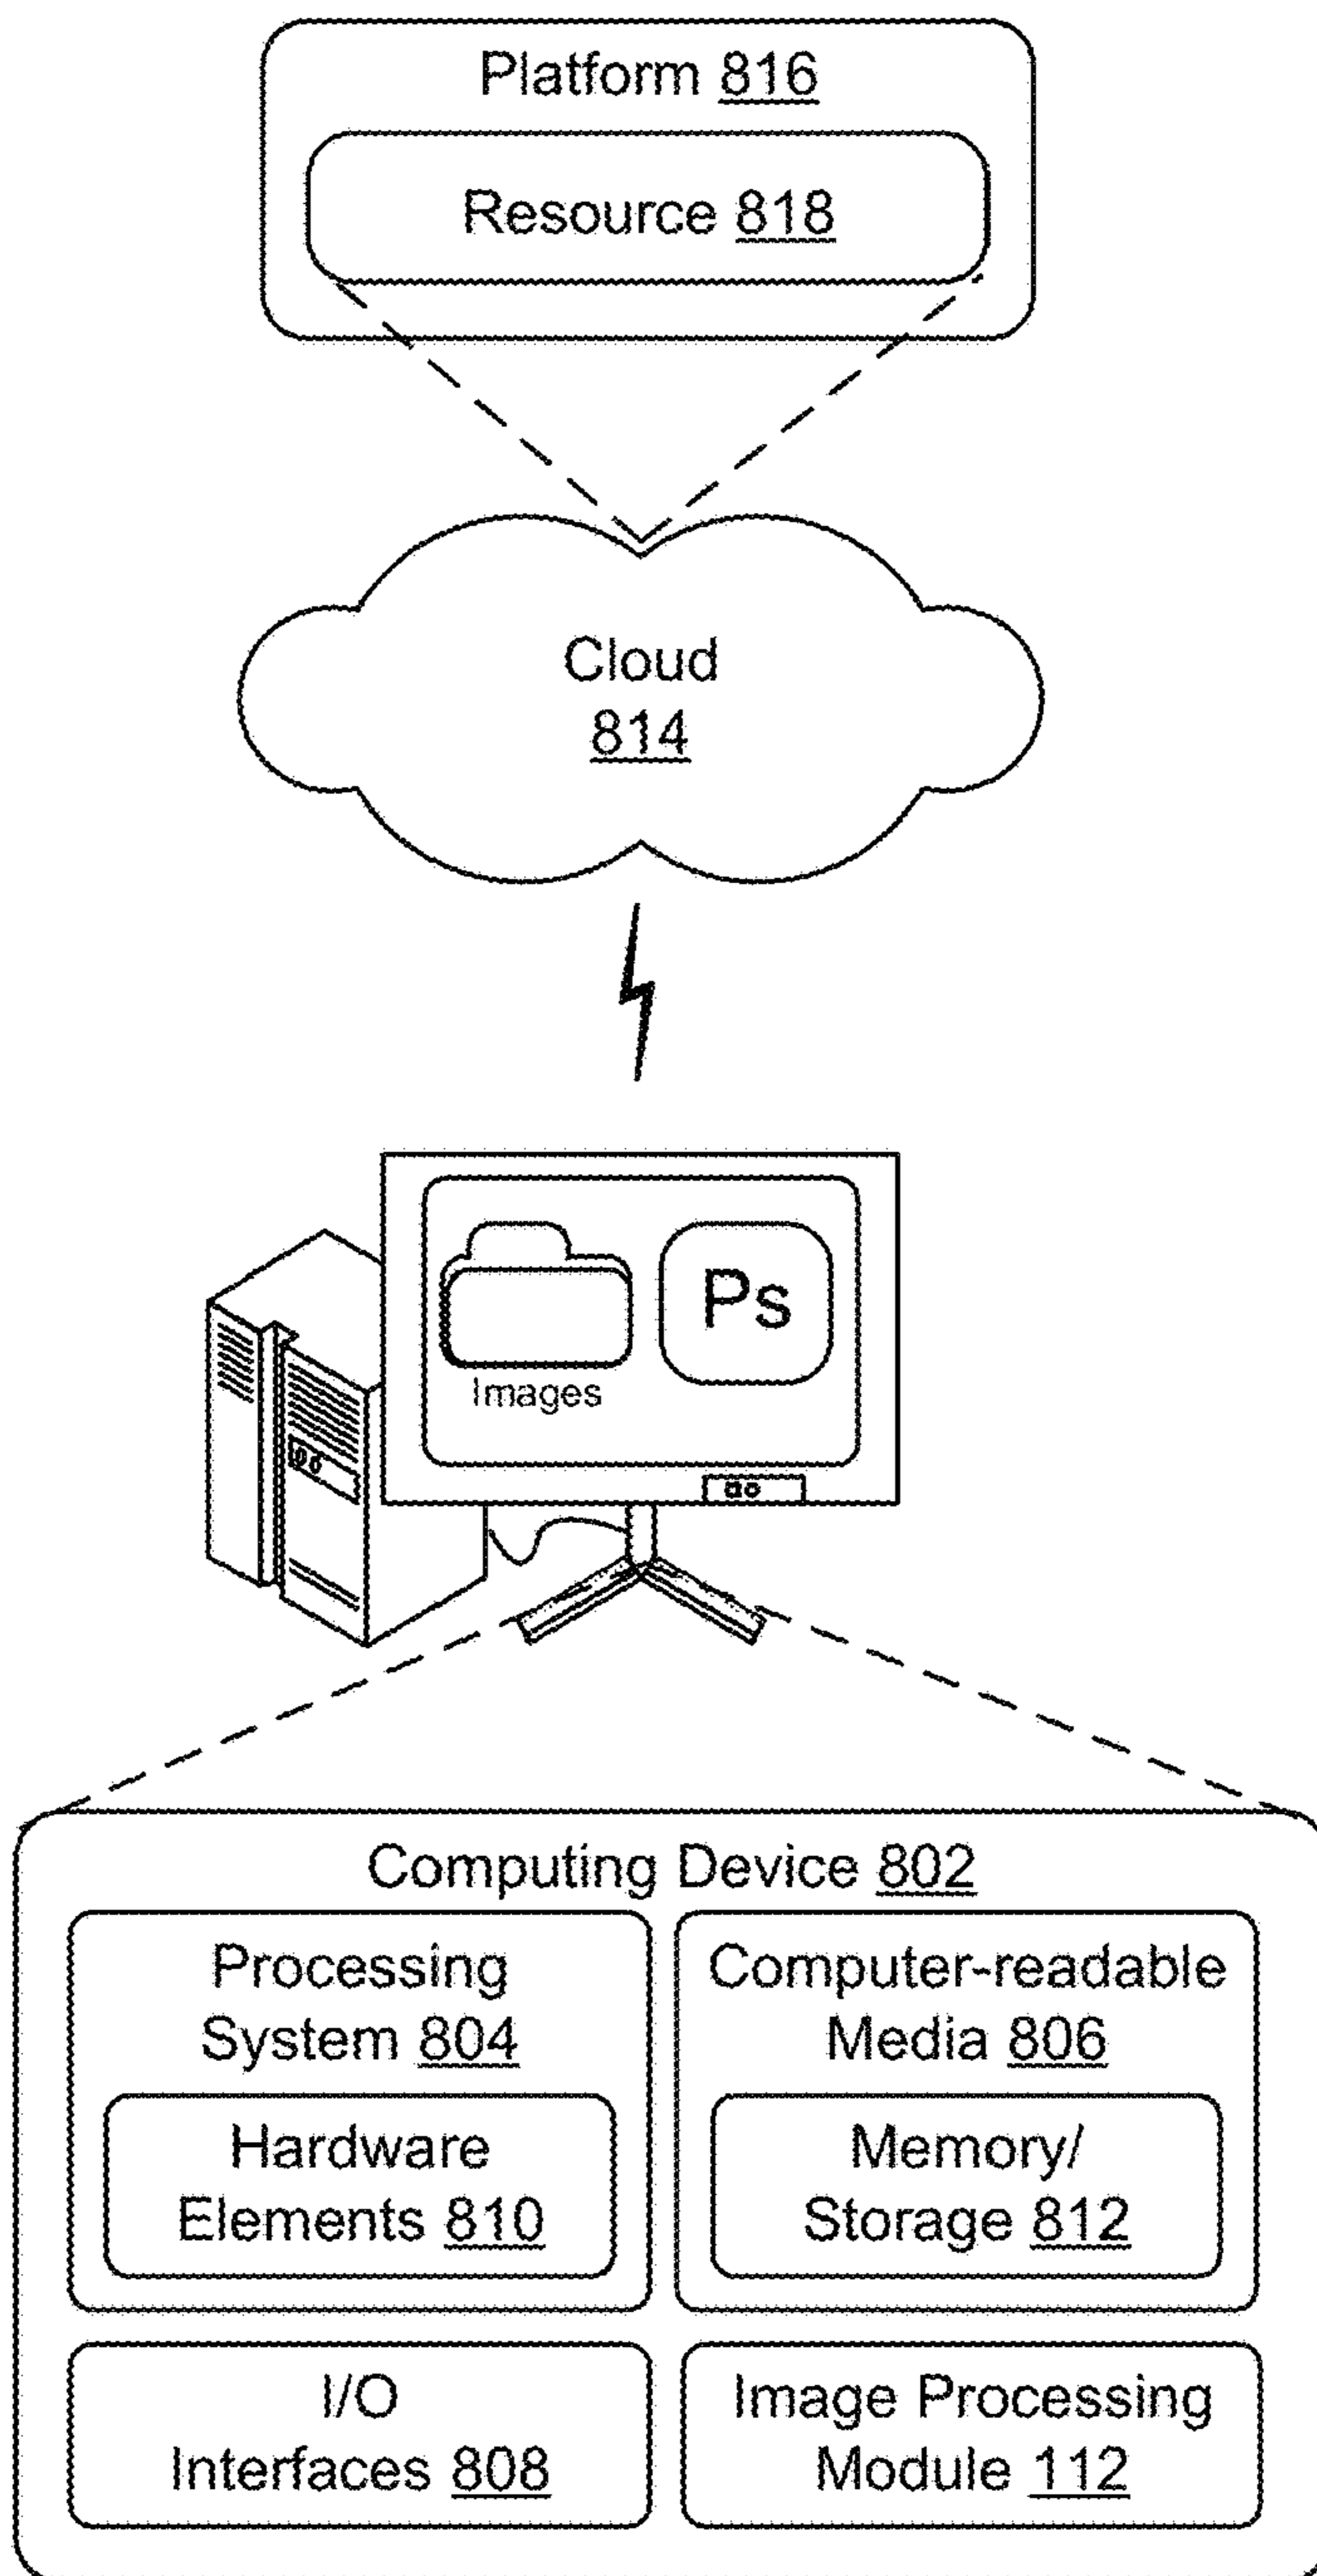 Platform 816
Resource 818
Cloud
814
Ps
Images
Computing Device 802
Processing
System 804
Hardware
Elements 810
Computer-readable
Media 806
Memory/
Storage 812
I/O
Interfaces 808
Image Processing
Module 112